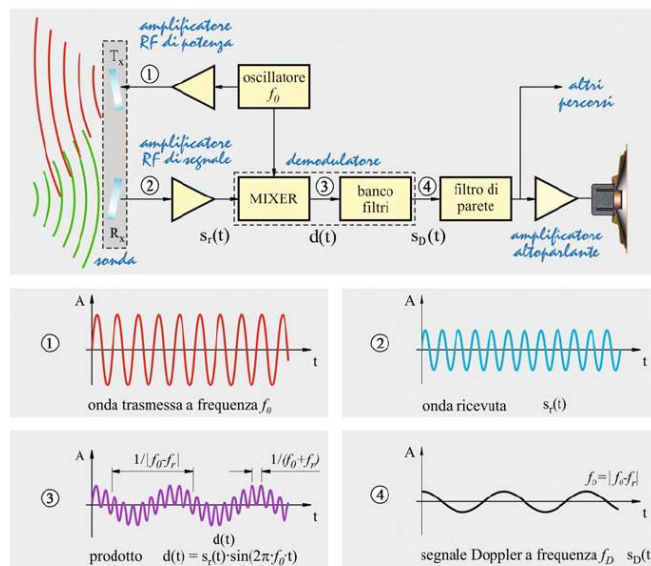 amplificatore
RF di potenza
Tx
1
oscillatore
f0
altri
percorsi
amplificatore
RF di segnale
demodulatore
2
3
4
MIXER
banco
filtri
filtro di
parete
Rx
sr(t)
d(t)
sD(t)
sonda
amplificatore
altoparlante
A
1
t
onda trasmessa a frequenza f0
A
2
t
onda ricevuta sr(t)
1/|f0-fr|
1/(f0+fr)
A
3
t
d(t)
prodotto d(t) = sr(t)·sin(2π·f0·t)
A
fD=|f0-fr|
4
t
segnale Doppler a frequenza fD sD(t)